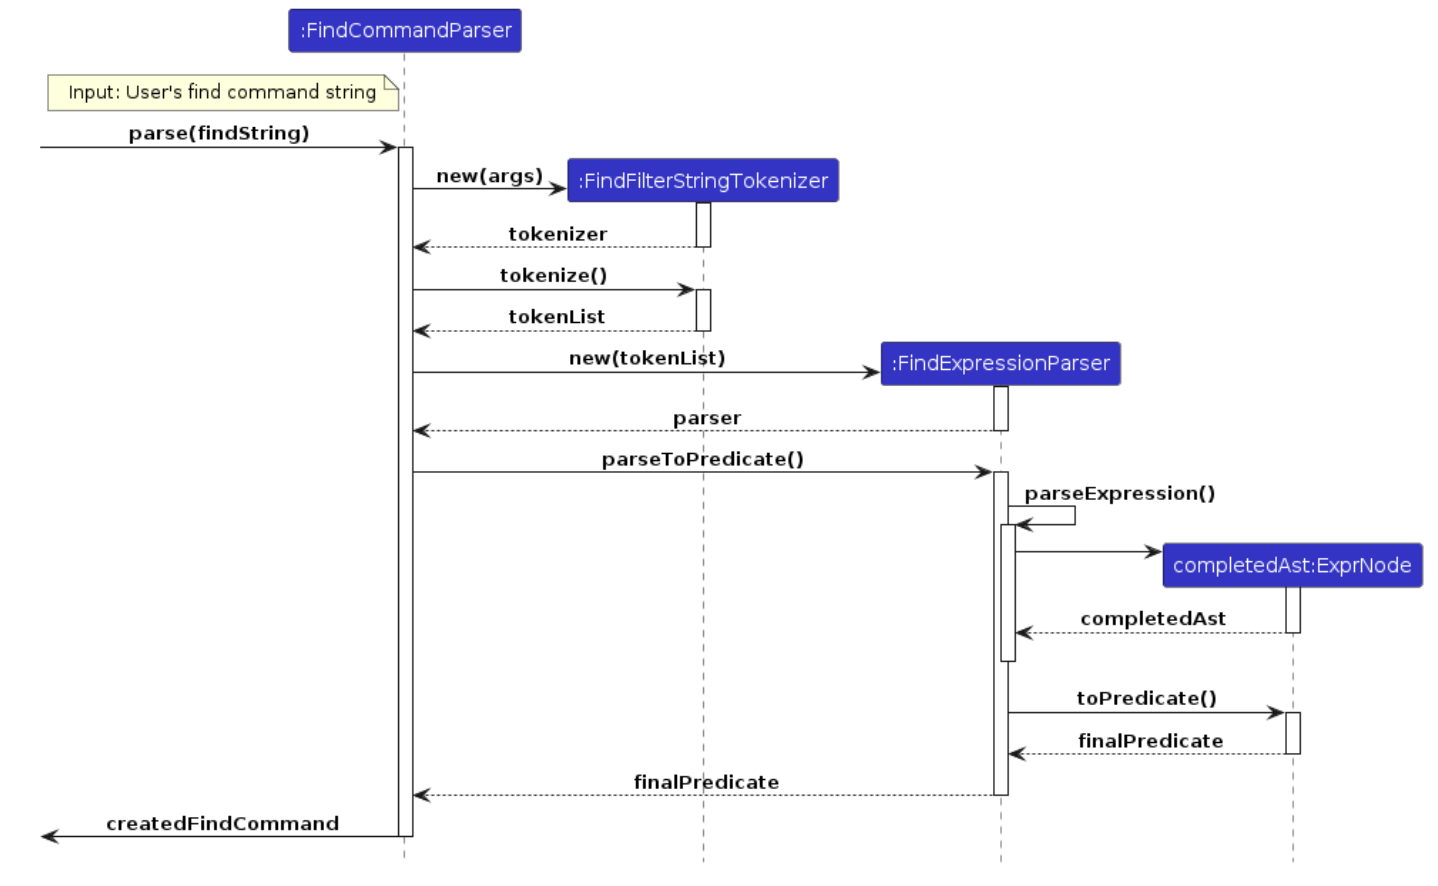 :FindCommandParser
Input: User's find command string
parse(findString)
new(args)
:FindFilterStringTokenizer
tokenizer
tokenize()
tokenList
new(tokenList)
:FindExpressionParser
parser
parseToPredicate()
parseExpression()
completedAst:ExprNode
completedAst
toPredicate()
finalPredicate
finalPredicate
createdFindCommand